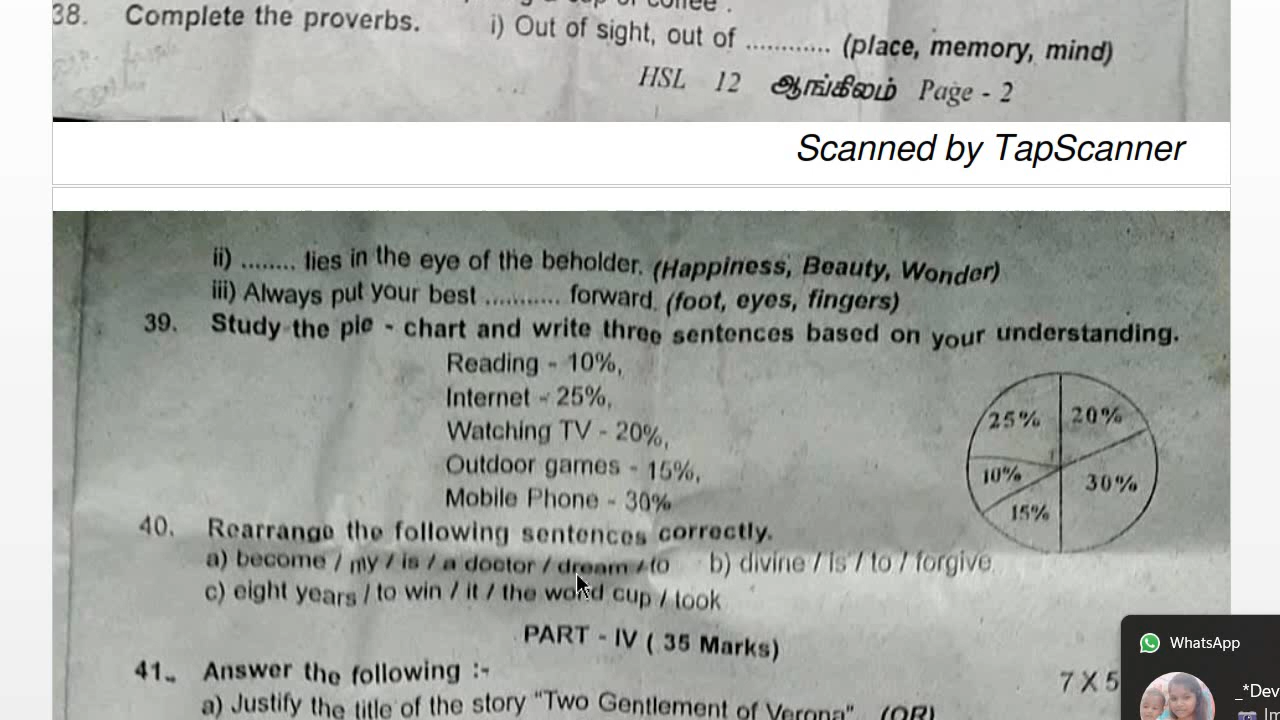 38. Complete the proverbs. i) Out of sight, out of ............ (place, memory, mind)
HSL 12 ஆங்கிலம் Page - 2
Scanned by TapScanner
ii) ........ lies in the eye of the beholder. (Happiness, Beauty, Wonder)
iii) Always put your best ........... forward. (foot, eyes, fingers)
39. Study the pie - chart and write three sentences based on your understanding.
Reading - 10%,
Internet - 25%,
Watching TV - 20%,
Outdoor games - 15%,
Mobile Phone - 30%
25% 20%
10% 30%
15%
40. Rearrange the following sentences correctly.
a) become / my / is / a doctor / dream / to b) divine / is / to / forgive
c) eight years / to win / it / the world cup / took
PART - IV ( 35 Marks)
41. Answer the following :- 7 X 5
a) Justify the title of the story "Two Gentlemen of Verona" (OR)
WhatsApp
_*Dev